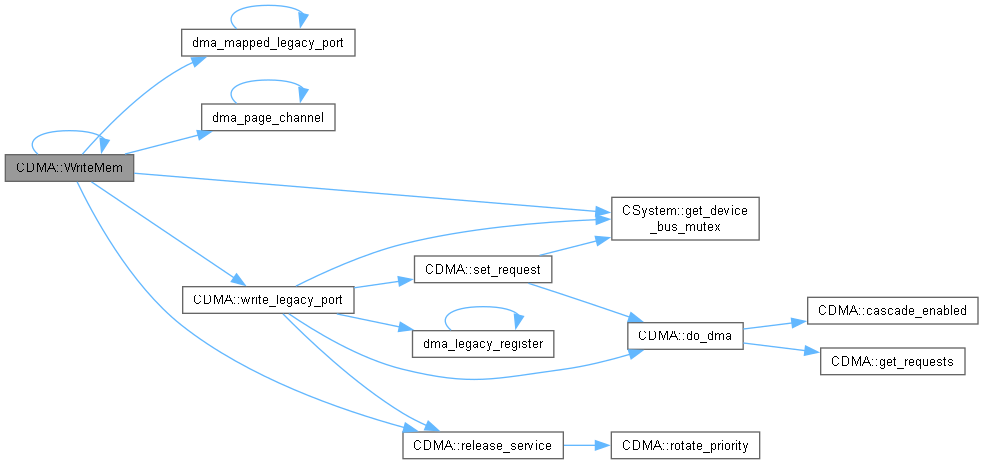 dma_mapped_legacy_port
dma_page_channel
CDMA::WriteMem
CSystem::get_device
_bus_mutex
CDMA::set_request
CDMA::write_legacy_port
CDMA::cascade_enabled
CDMA::do_dma
dma_legacy_register
CDMA::get_requests
CDMA::release_service
CDMA::rotate_priority